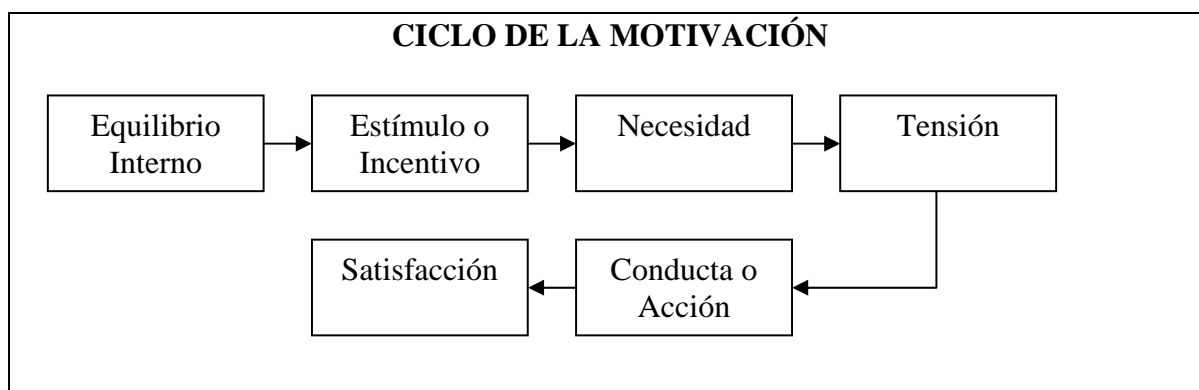 CICLO DE LA MOTIVACIÓN
Equilibrio
Interno
Estímulo o
Incentivo
Necesidad
Tensión
Satisfacción
Conducta o
Acción